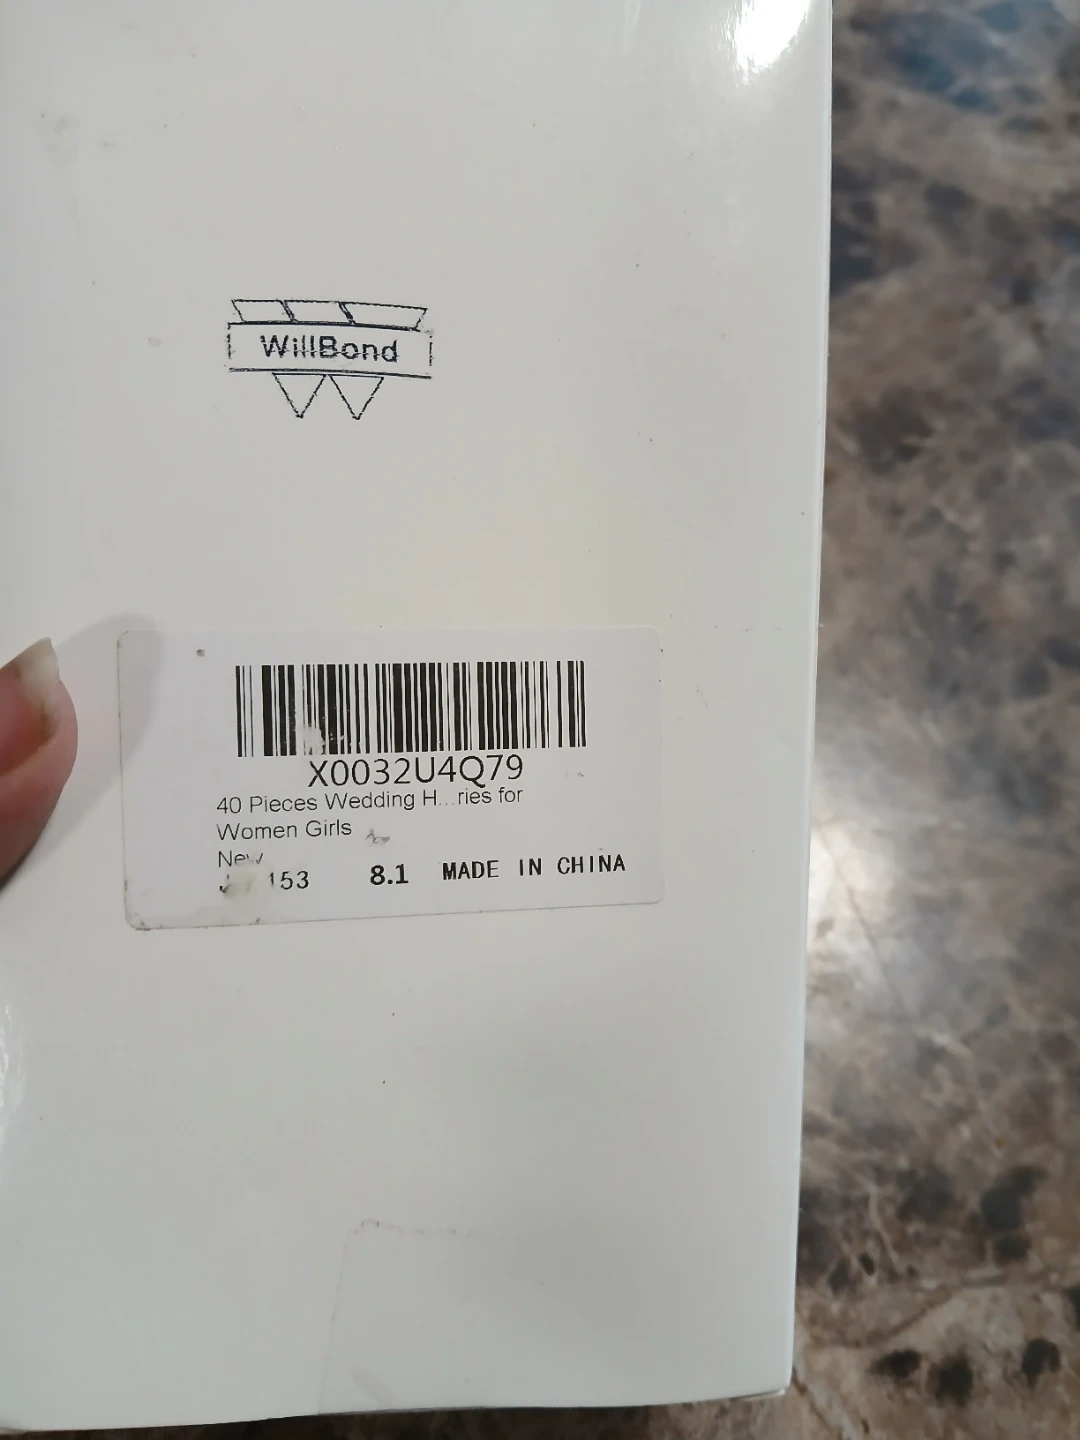 WillBond
X0032U4Q79
40 Pieces Wedding H...ries for
Women Girls
New
153 8.1 MADE IN CHINA